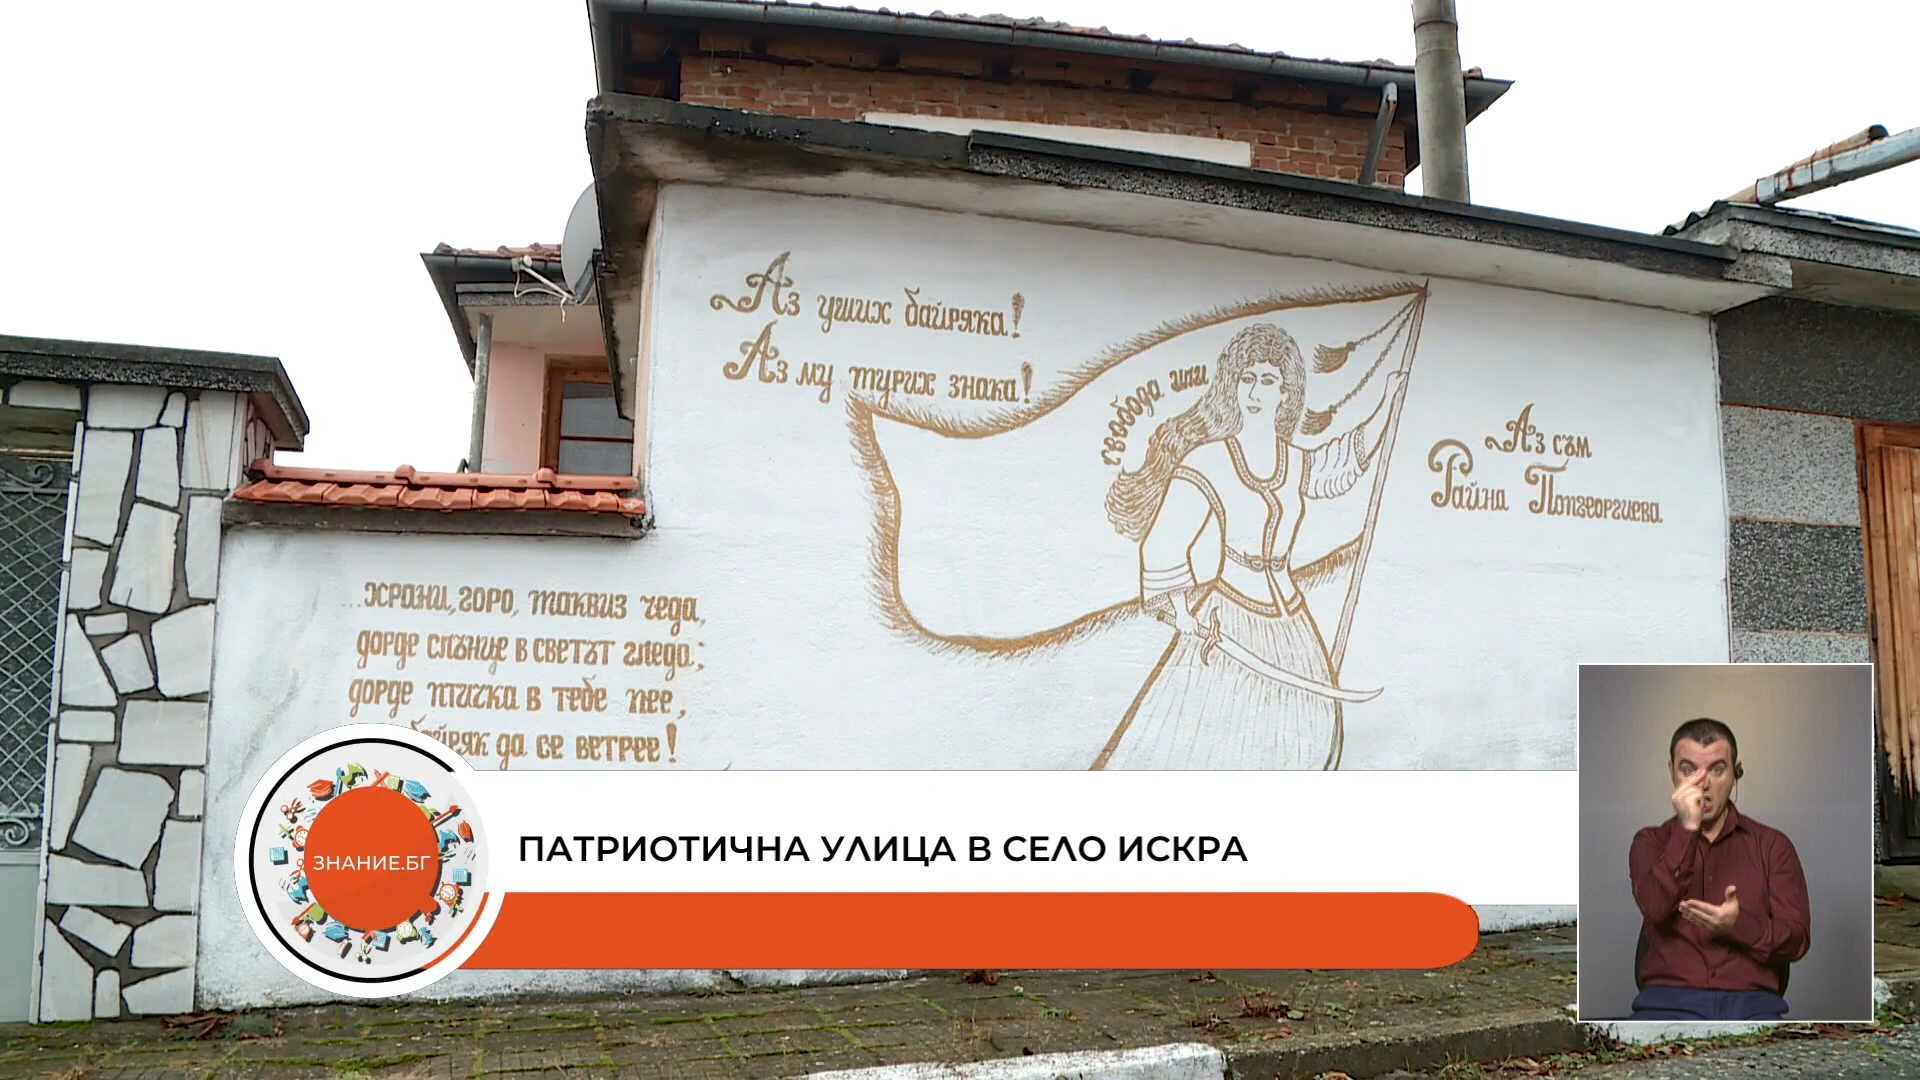 Аз уших байряка!
Аз му турих знака!
свобода или
Аз съм
Райна Попгеоргиева
...храни, горо, таквиз чеда,
дорде слънце в светът гледа;
дорде птичка в тебе пее,
байряк да се ветрее!
ЗНАНИЕ.БГ
ПАТРИОТИЧНА УЛИЦА В СЕЛО ИСКРА